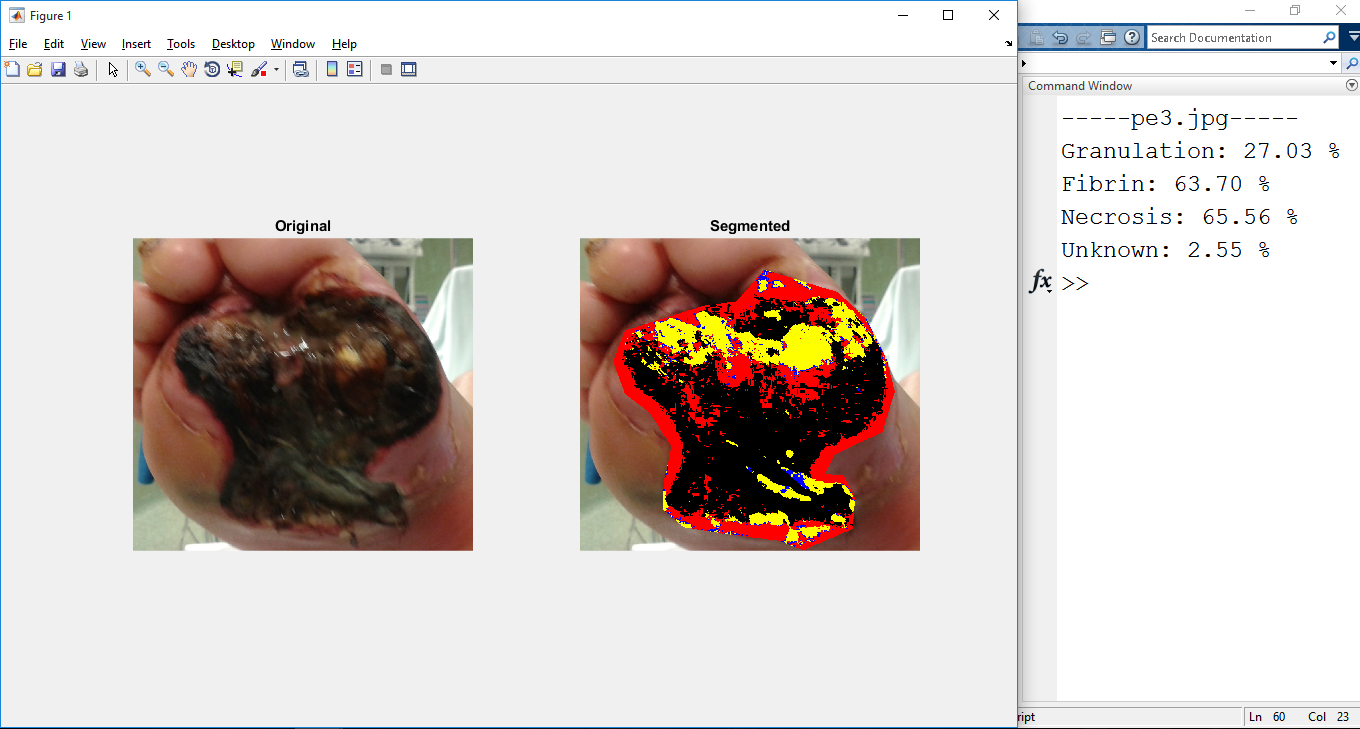 Figure 1
File Edit View Insert Tools Desktop Window Help
Original
Segmented
Search Documentation
Command Window
-----pe3.jpg-----
Granulation: 27.03 %
Fibrin: 63.70 %
Necrosis: 65.56 %
Unknown: 2.55 %
fx >>
ript Ln 60 Col 23